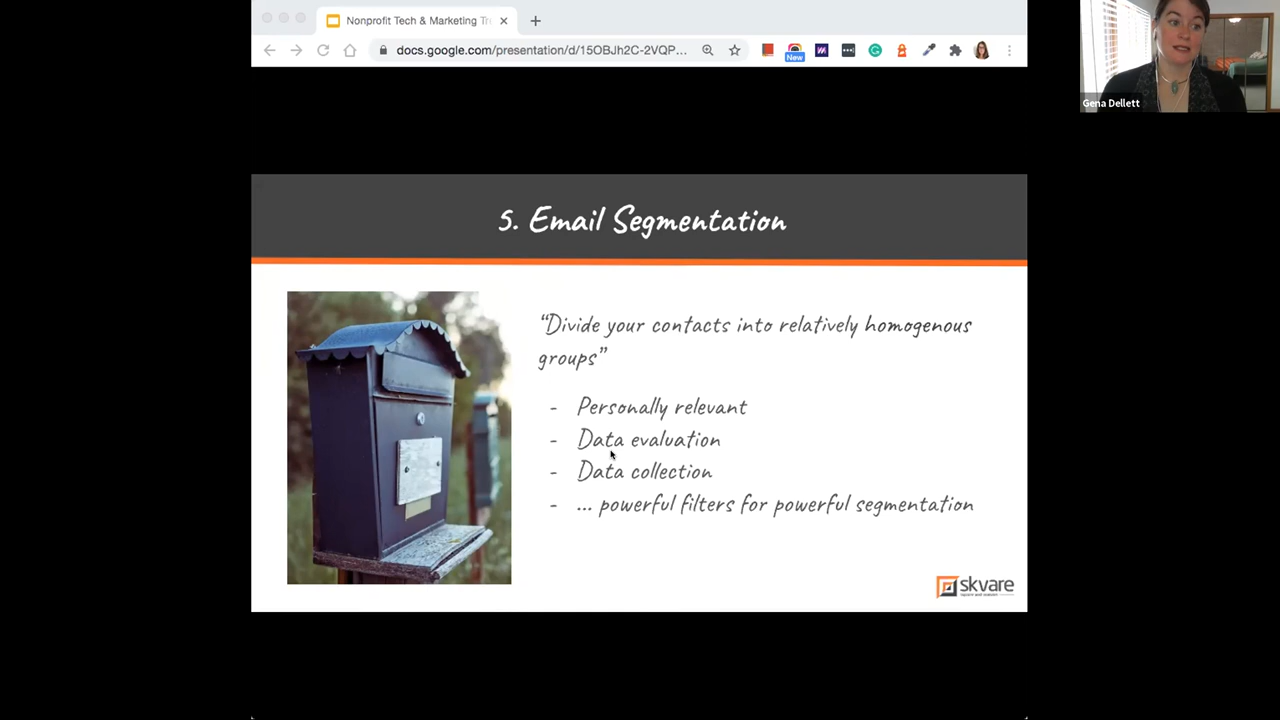 Nonprofit Tech & Marketing Tr
docs.google.com/presentation/d/15OBJh2C-2VQP...
New
Gena Dellett
5. Email Segmentation
“Divide your contacts into relatively homogenous
groups”
- Personally relevant
- Data evaluation
- Data collection
- ... powerful filters for powerful segmentation
skvare